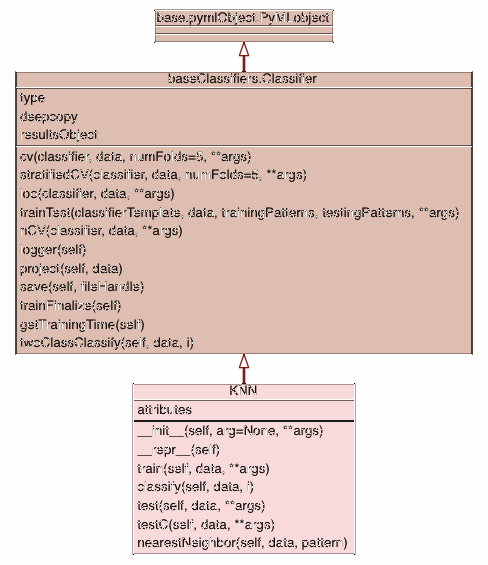 base.pymlObject.PyMLobject
baseClassifiers.Classifier
type
deepcopy
resultsObject
cv(classifier, data, numFolds=5, **args)
stratifiedCV(classifier, data, numFolds=5, **args)
loo(classifier, data, **args)
trainTest(classifierTemplate, data, trainingPatterns, testingPatterns, **args)
nCV(classifier, data, **args)
logger(self)
project(self, data)
save(self, fileHandle)
trainFinalize(self)
getTrainingTime(self)
twoClassClassify(self, data, i)
KNN
attributes
__init__(self, arg=None, **args)
__repr__(self)
train(self, data, **args)
classify(self, data, i)
test(self, data, **args)
testC(self, data, **args)
nearestNeighbor(self, data, pattern)